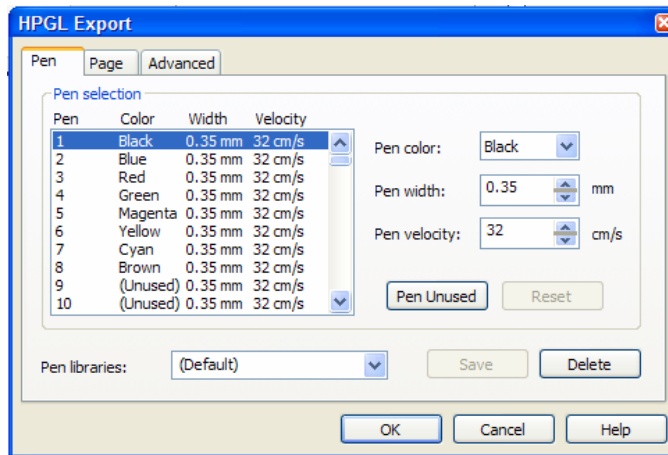 HPGL Export
Pen Page Advanced
Pen selection
Pen Color Width Velocity
1 Black 0.35 mm 32 cm/s
2 Blue 0.35 mm 32 cm/s
3 Red 0.35 mm 32 cm/s
4 Green 0.35 mm 32 cm/s
5 Magenta 0.35 mm 32 cm/s
6 Yellow 0.35 mm 32 cm/s
7 Cyan 0.35 mm 32 cm/s
8 Brown 0.35 mm 32 cm/s
9 (Unused) 0.35 mm 32 cm/s
10 (Unused) 0.35 mm 32 cm/s
Pen color: Black
Pen width: 0.35 mm
Pen velocity: 32 cm/s
Pen Unused Reset
Pen libraries: (Default) Save Delete
OK Cancel Help